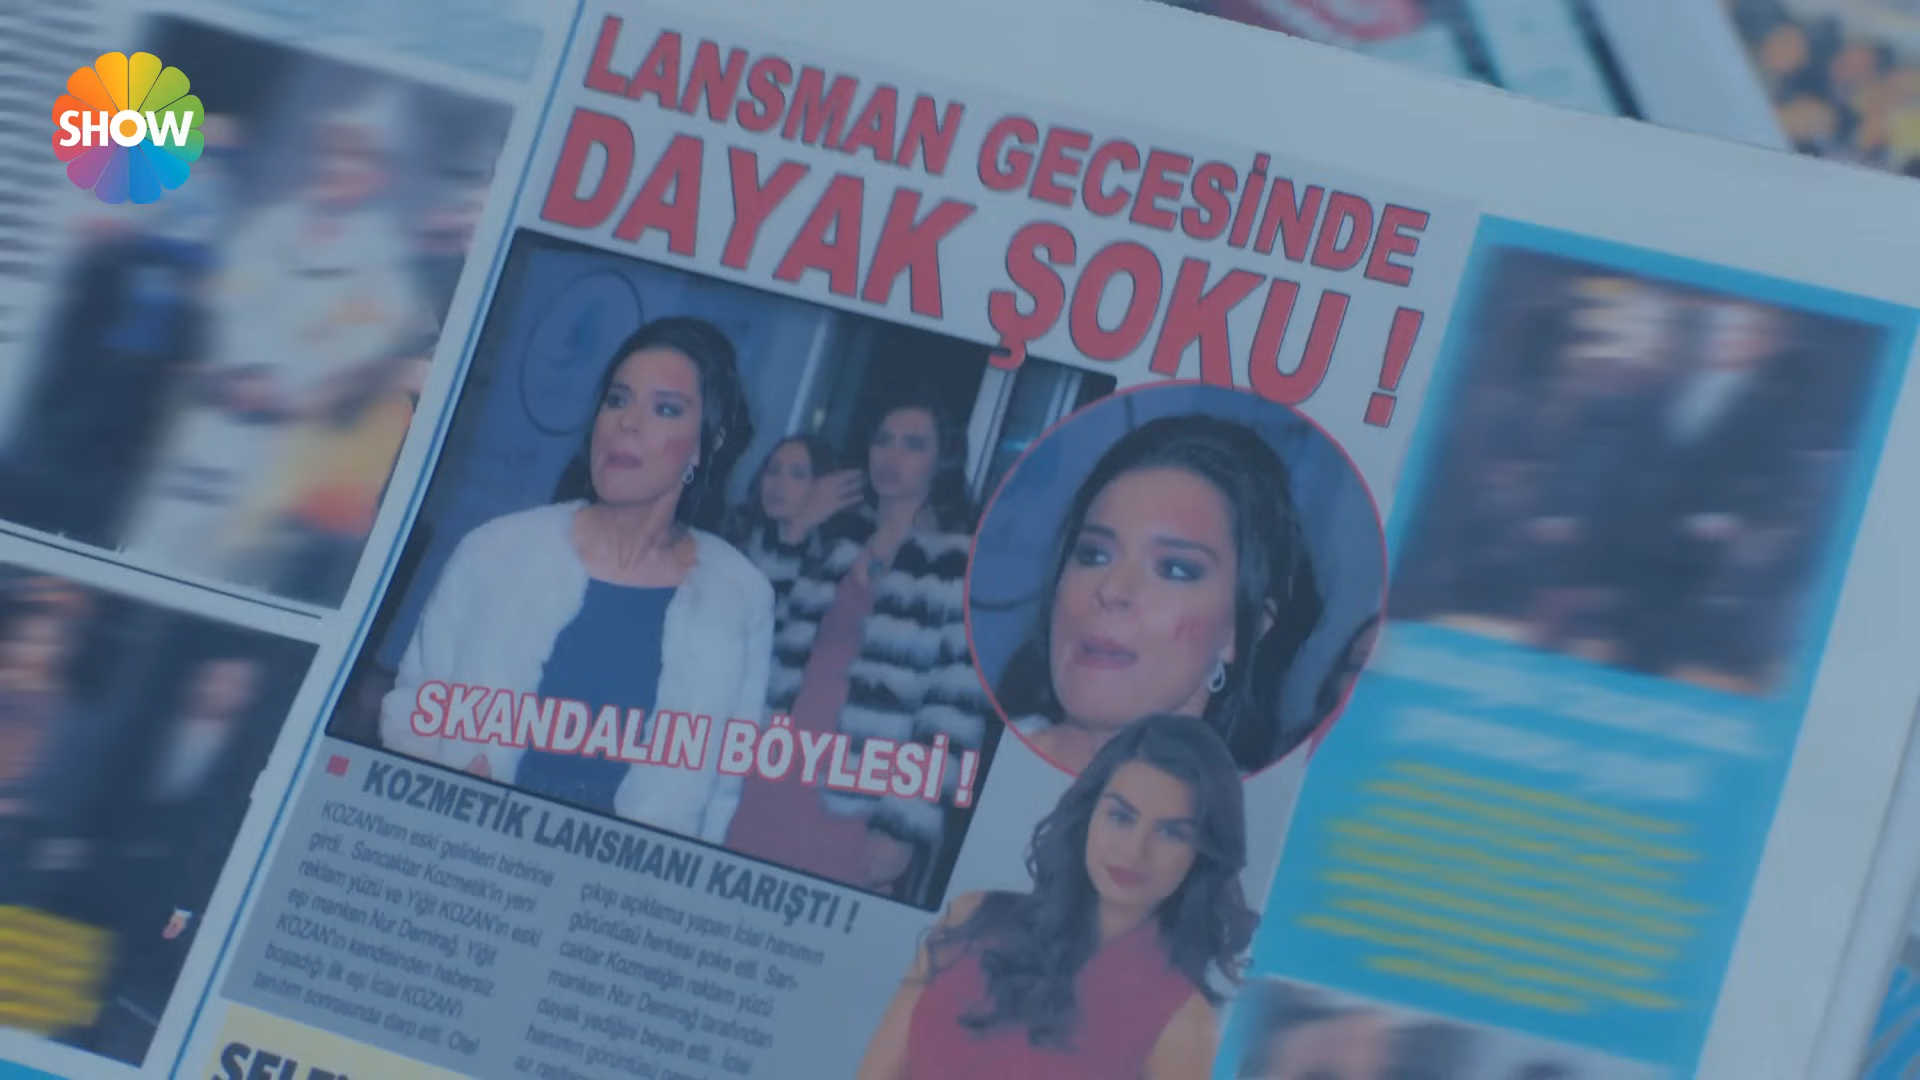 SHOW
LANSMAN GECESİNDE
DAYAK ŞOKU !
SKANDALIN BÖYLESİ !
KOZMETİK LANSMANI KARIŞTI !
KOZAN'ların eski gelinleri birbirine
girdi.. Sancaktar Kozmetik'in yeni
reklam yüzü ve Yiğit KOZAN'ın eski
eşi manken Nur Demirağ, Yiğit
KOZAN'ın kendisinden habersiz
boşadığı ilk eşi İclal KOZAN'ı
tanıtım sonrasında darp etti. Otel
çıkışı açıklama yapan İclal hanımın
görüntüsü herkesi şoke etti. San-
caktar Kozmetiğin reklam yüzü
manken Nur Demirağ tarafından
dayak yediğini beyan etti. İclal
hanımın görüntüsü